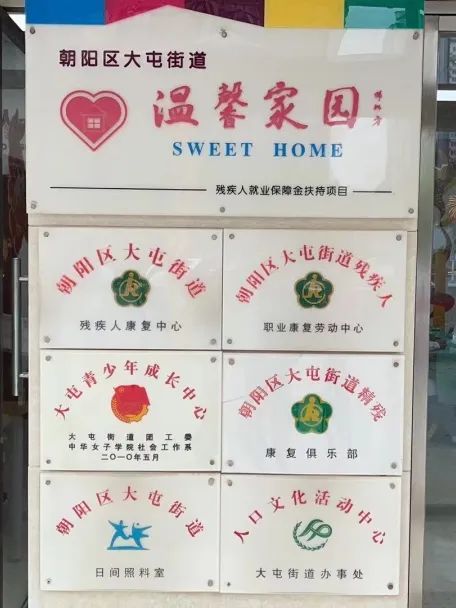 朝阳区大屯街道
温馨家园
SWEET HOME
残疾人就业保障金扶持项目
朝阳区大屯街道
残疾人康复中心
朝阳区大屯街道残疾人
职业康复劳动中心
大屯青少年成长中心
大屯街道团工委
中华女子学院社会工作系
二〇一〇年五月
朝阳区大屯街道精残
康复俱乐部
朝阳区大屯街道
日间照料室
人口文化活动中心
大屯街道办事处